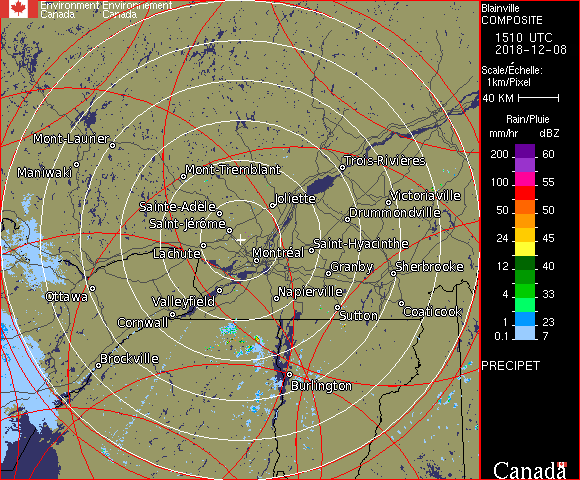 Environment Environnement
Canada Canada
Blainville
COMPOSITE
1510 UTC
2018-12-08
Scale/Échelle:
1km/Pixel
40 KM
Rain/Pluie
mm/hr dBZ
200 60
100 55
50 50
24 45
12 40
4 33
2 23
0.1 7
PRECIPET
Canada
Mont-Laurier
Maniwaki
Mont-Tremblant
Trois-Rivières
Joliette
Victoriaville
Sainte-Adele
Drummondville
Saint-Jérôme
Saint-Hyacinthe
Lachute
Montréal
Granby
Sherbrooke
Ottawa
Valleyfield
Napierville
Cornwall
Sutton
Coaticook
Brockville
Burlington